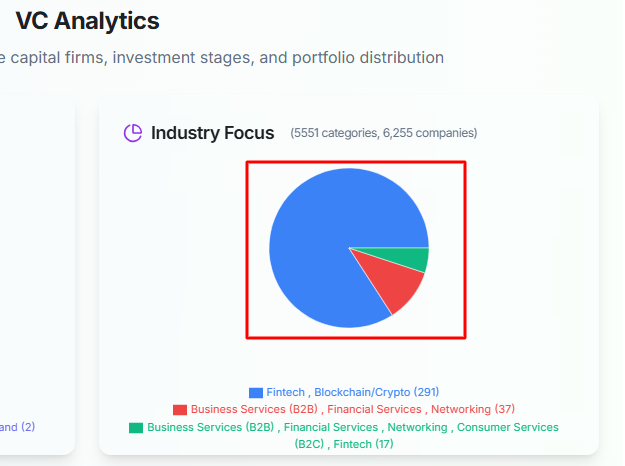 VC Analytics
e capital firms, investment stages, and portfolio distribution
Industry Focus (5551 categories, 6,255 companies)
Fintech , Blockchain/Crypto (291)
Business Services (B2B) , Financial Services , Networking (37)
and (2)
Business Services (B2B) , Financial Services , Networking , Consumer Services
(B2C) , Fintech (17)